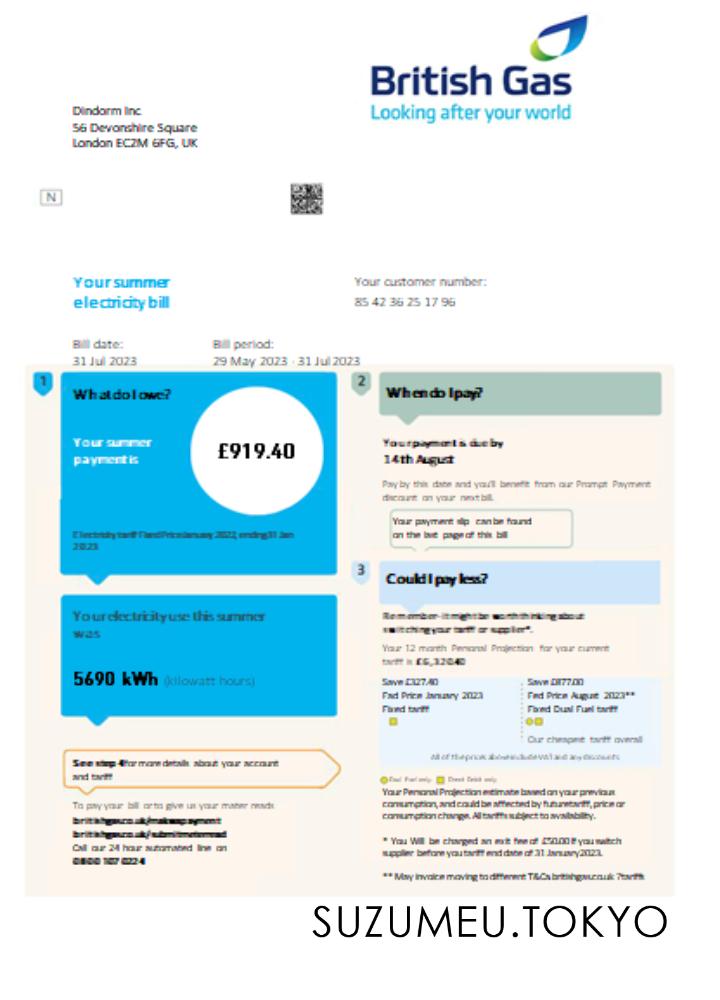 British Gas
Looking after your world
Dindorm Inc
56 Devonshire Square
London EC2M 6FG, UK
N
Your summer
electricity bill
Your customer number:
85 42 36 25 17 96
Bill date:
31 Jul 2023
Bill period:
29 May 2023 - 31 Jul 2023
1
What do I owe?
Your summer
payment is
£919.40
Electricity tariff Fixed Price January 2022, ending 31 Jan
2023
Your electricity use this summer
was
5690 kWh (kilowatt hours)
See step 4 for more details about your account
and tariff
To pay your bill or to give us your mater reads
britishgas.co.uk/makeapayment
britishgas.co.uk/submitmeterread
Call our 24 hour automated line on
0800 107 0224
2
When do I pay?
Your payment is due by
14th August
Pay by this date and you'll benefit from our Prompt Payment
discount on your next bill.
Your payment slip can be found
on the last page of this bill
3
Could I pay less?
Remember - it might be worth thinking about
switching your tariff or supplier*.
Your 12 month Personal Projection for your current
tariff is
Save £327.40
Fad Price January 2023
Fixed tariff
Save £877.00
Fed Price August 2023**
Fixed Dual Fuel tariff
Our cheapest tariff overall
All of the prices above include VAT and any discounts
Dual Fuel only Direct Debit only
Your Personal Projection estimate based on your previous
consumption, and could be affected by future tariff, price or
consumption change. All tariffs subject to availability.
* You Will be charged an exit fee of £50.00 if you switch
supplier before you tariff end date of 31 January 2023.
** May invoice moving to different T&Cs britishgas.co.uk 7tariffs
SUZUMEU.TOKYO